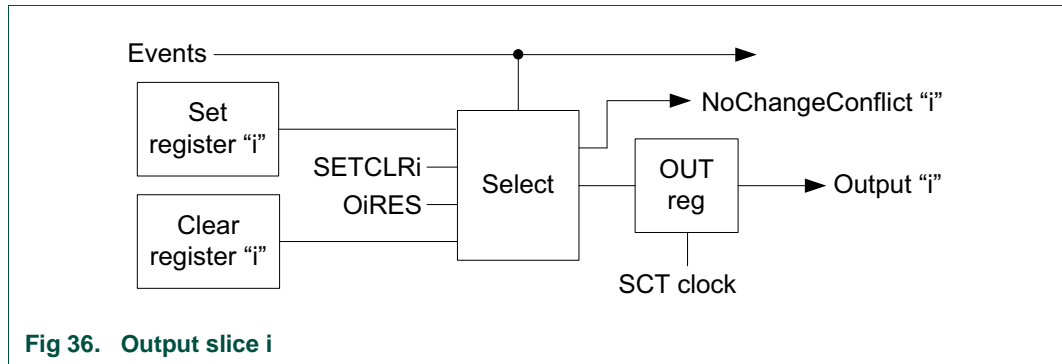 Events
Set
register “i”
SETCLRi
OiRES
Clear
register “i”
Select
NoChangeConflict “i”
OUT
reg
Output “i”
SCT clock
Fig 36. Output slice i